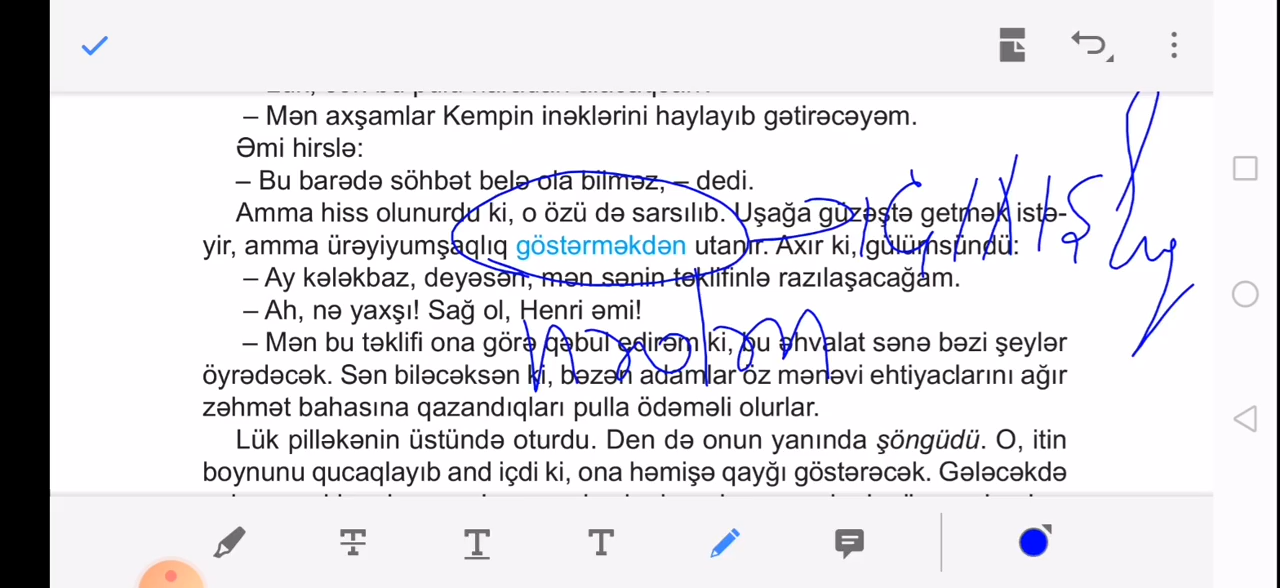 – Mən axşamlar Kempin inəklərini haylayıb gətirəcəyəm.
Əmi hirslə:
– Bu barədə söhbət belə ola bilməz, – dedi.
Amma hiss olunurdu ki, o özü də sarsılıb. Uşağa güzəştə getmək istə-
yir, amma ürəyiyumşaqlıq göstərməkdən utanır. Axır ki, gülümsündü:
– Ay kələkbaz, deyəsən, mən sənin təklifinlə razılaşacağam.
– Ah, nə yaxşı! Sağ ol, Henri əmi!
– Mən bu təklifi ona görə qəbul edirəm ki, bu əhvalat sənə bəzi şeylər
öyrədəcək. Sən biləcəksən ki, bəzən adamlar öz mənəvi ehtiyaclarını ağır
zəhmət bahasına qazandıqları pulla ödəməli olurlar.
Lük pilləkənin üstündə oturdu. Den də onun yanında şöngüdü. O, itin
boynunu qucaqlayıb and içdi ki, ona həmişə qayğı göstərəcək. Gələcəkdə
T T T